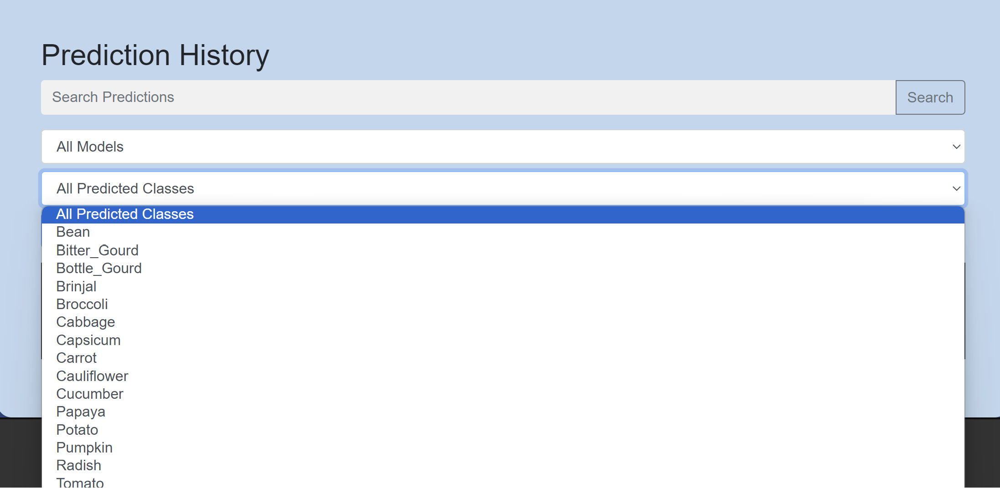 Prediction History
Search Predictions
Search
All Models
All Predicted Classes
All Predicted Classes
Bean
Bitter_Gourd
Bottle_Gourd
Brinjal
Broccoli
Cabbage
Capsicum
Carrot
Cauliflower
Cucumber
Papaya
Potato
Pumpkin
Radish
Tomato